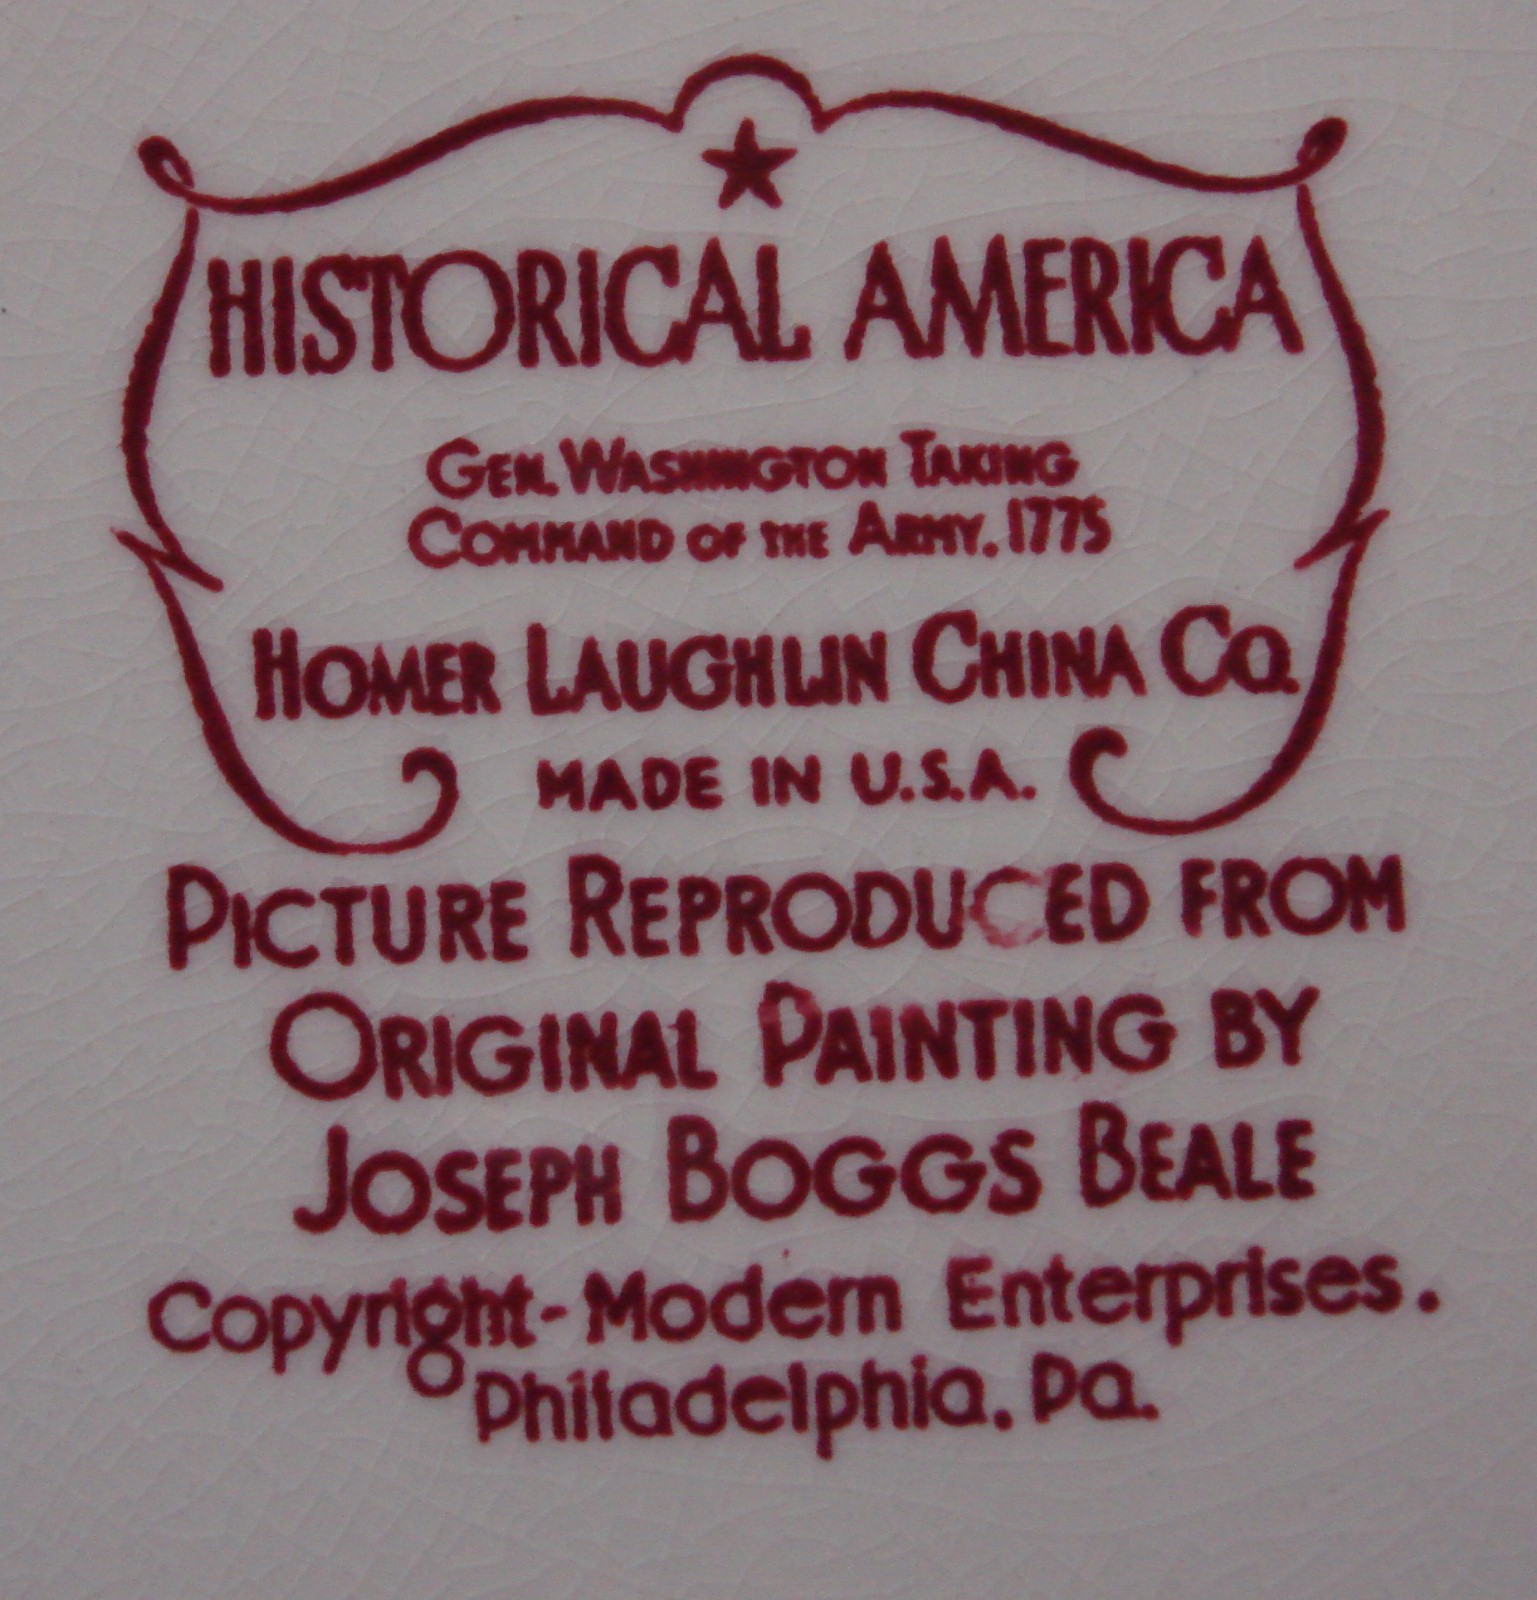 HISTORICAL AMERICA
GEN. WASHINGTON TAKING
COMMAND OF THE ARMY. 1775
HOMER LAUGHLIN CHINA CO.
MADE IN U.S.A.
PICTURE REPRODUCED FROM
ORIGINAL PAINTING BY
JOSEPH BOGGS BEALE
Copyright-Modern Enterprises.
Philadelphia. Pa.